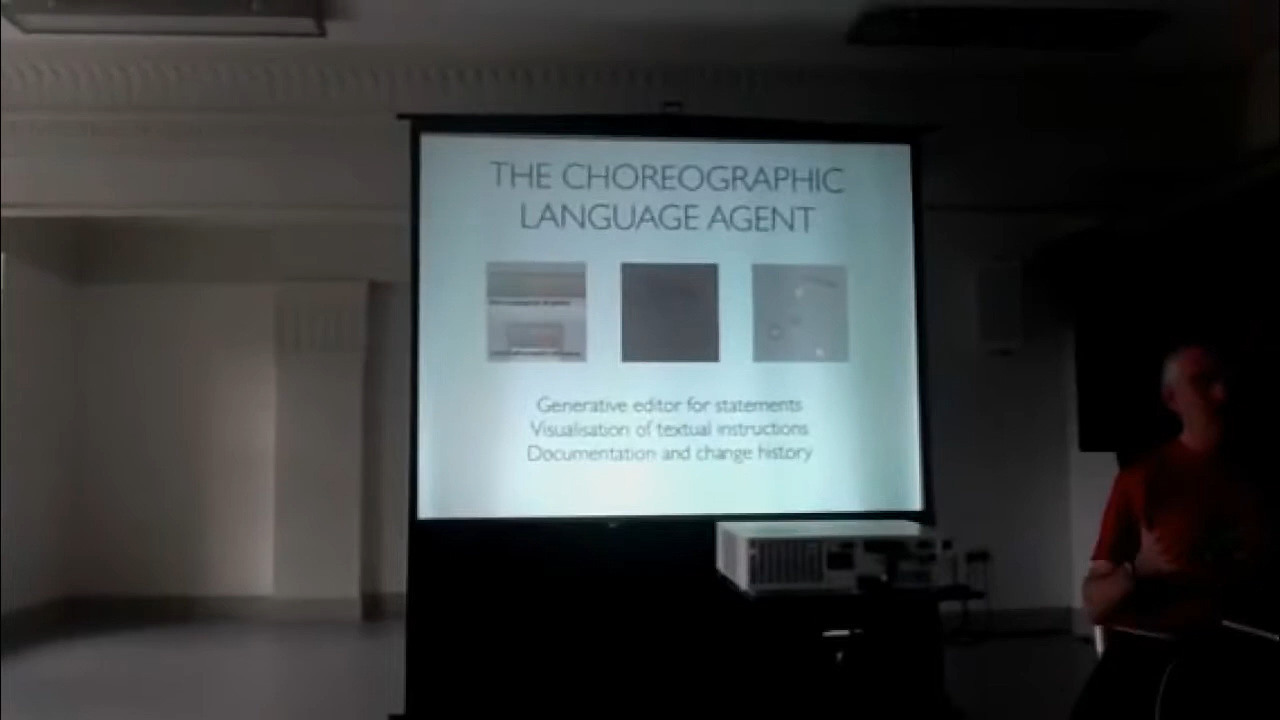 THE CHOREOGRAPHIC
LANGUAGE AGENT
Generative editor for statements
Visualisation of textual instructions
Documentation and change history